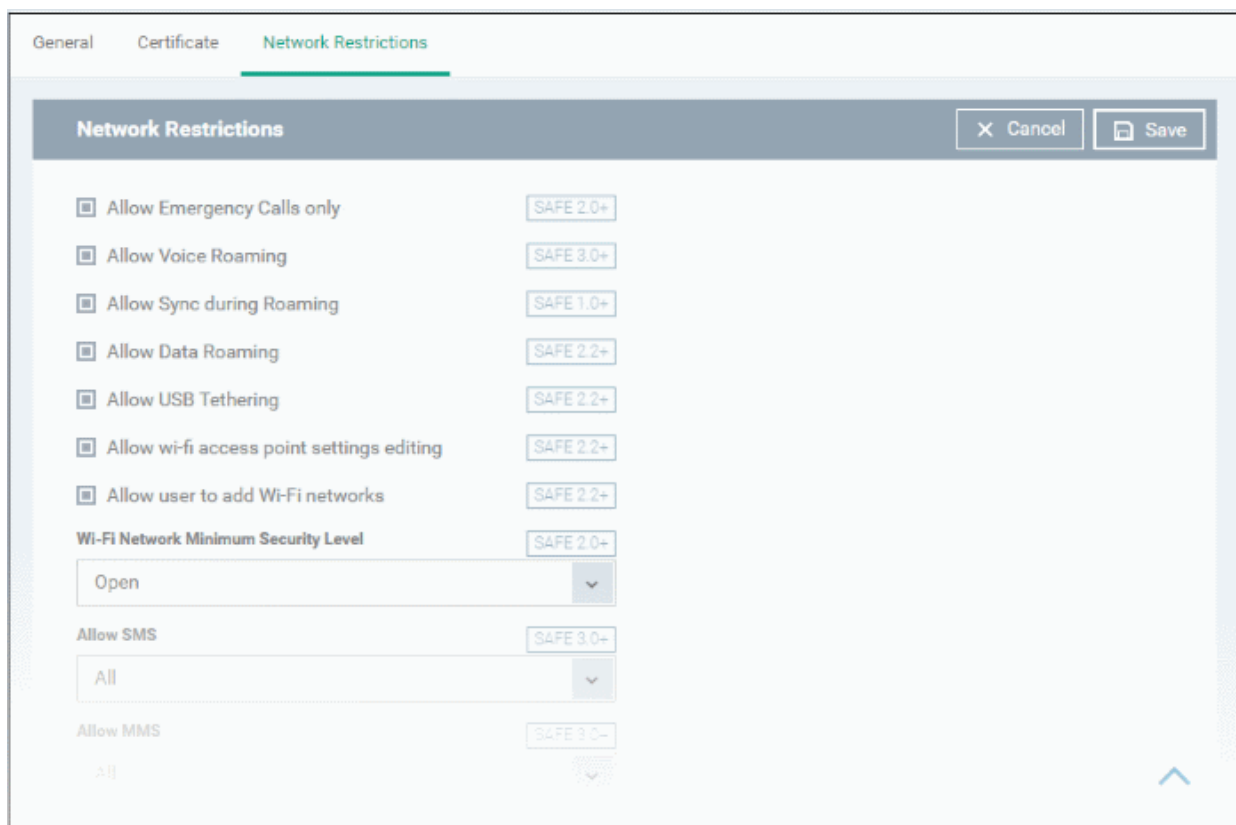 General Certificate Network Restrictions
Network Restrictions Cancel Save
Allow Emergency Calls only SAFE 2.0+
Allow Voice Roaming SAFE 3.0+
Allow Sync during Roaming SAFE 1.0+
Allow Data Roaming SAFE 2.2+
Allow USB Tethering SAFE 2.2+
Allow wi-fi access point settings editing SAFE 2.2+
Allow user to add Wi-Fi networks SAFE 2.2+
Wi-Fi Network Minimum Security Level SAFE 2.0+
Open
Allow SMS SAFE 3.0+
All
Allow MMS SAFE 3.0+
All